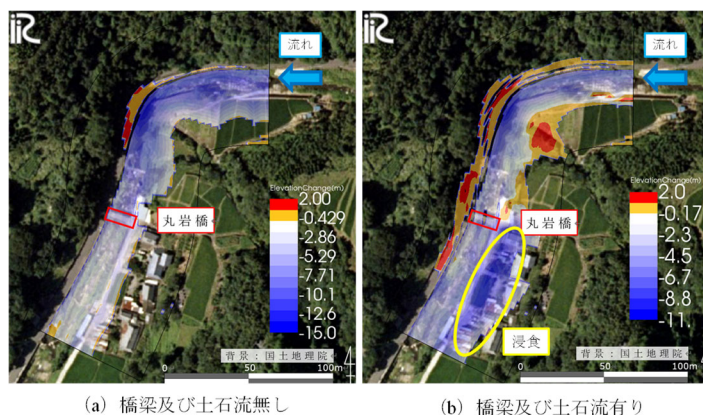 iRIC
流れ
ElevationChange(m)
2.00
-0.429
-2.86
-5.29
-7.71
-10.1
-12.6
-15.0
丸岩橋
背景：国土地理院
0 50 100m
(a) 橋梁及び土石流無し
iRIC
流れ
ElevationChange(m)
2.0
-0.17
-2.3
-4.5
-6.7
-8.8
-11.
丸岩橋
浸食
背景：国土地理院
0 50 100m
(b) 橋梁及び土石流有り